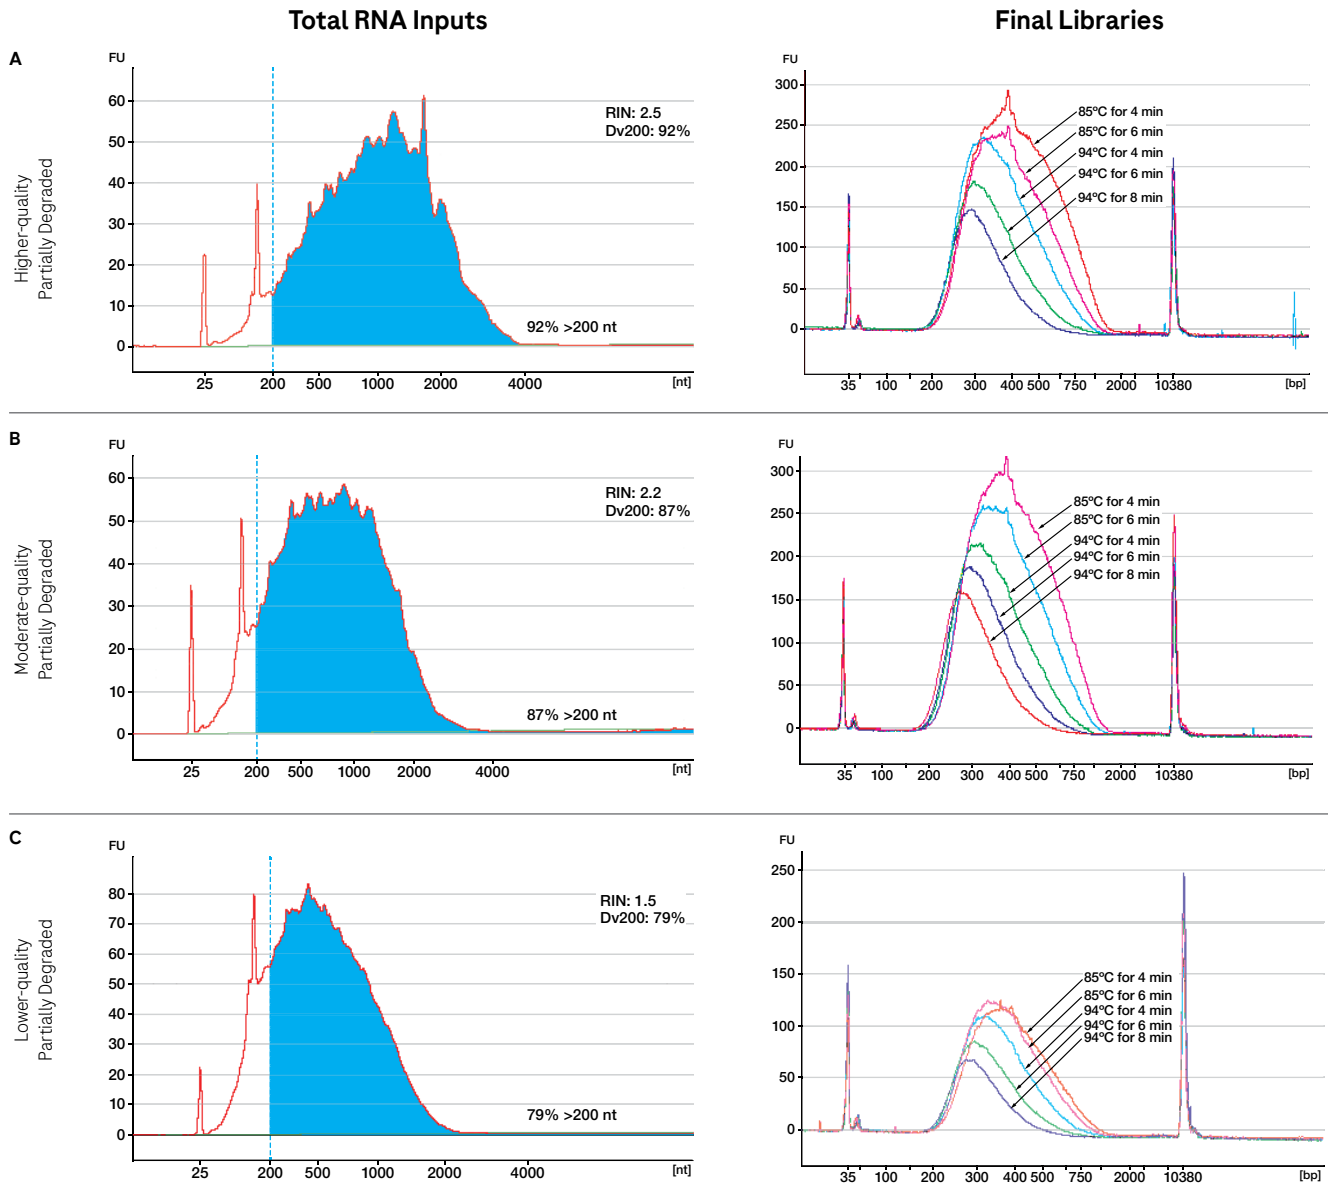 Total RNA Inputs
Final Libraries
A
Higher-quality
Partially Degraded
FU
60
50
40
30
20
10
0
RIN: 2.5
Dv200: 92%
92% >200 nt
25 200 500 1000 2000 4000 [nt]
FU
300
250
200
150
100
50
0
85ºC for 4 min
85ºC for 6 min
94ºC for 4 min
94ºC for 6 min
94ºC for 8 min
35 100 200 300 400 500 750 2000 10380 [bp]
B
Moderate-quality
Partially Degraded
FU
60
50
40
30
20
10
0
RIN: 2.2
Dv200: 87%
87% >200 nt
25 200 500 1000 2000 4000 [nt]
FU
300
250
200
150
100
50
0
85ºC for 4 min
85ºC for 6 min
94ºC for 4 min
94ºC for 6 min
94ºC for 8 min
35 100 200 300 400 500 750 2000 10380 [bp]
C
Lower-quality
Partially Degraded
FU
80
70
60
50
40
30
20
10
0
RIN: 1.5
Dv200: 79%
79% >200 nt
25 200 500 1000 2000 4000 [nt]
FU
250
200
150
100
50
0
85ºC for 4 min
85ºC for 6 min
94ºC for 4 min
94ºC for 6 min
94ºC for 8 min
35 100 200 300 400 500 750 2000 10380 [bp]